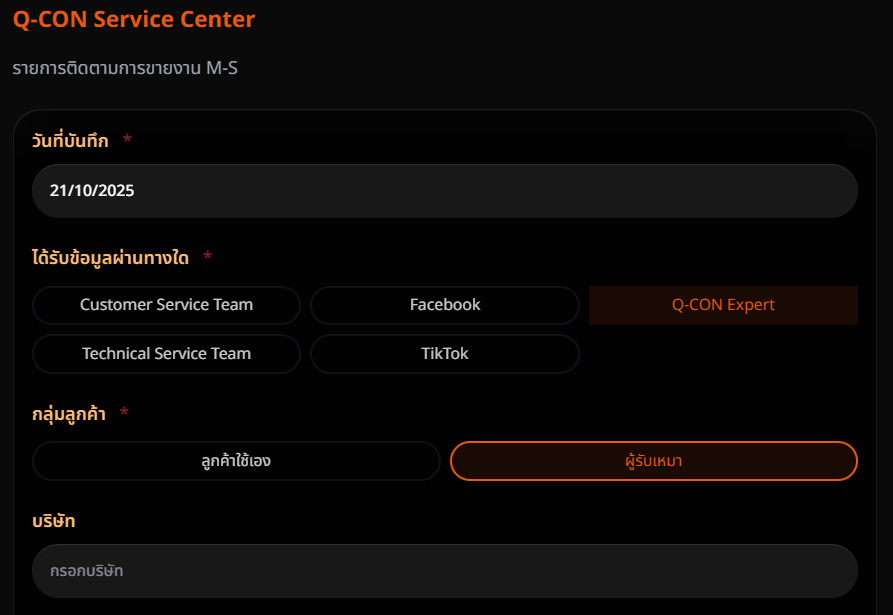 Q-CON Service Center
รายการติดตามการขายงาน M-S
วันที่บันทึก *
21/10/2025
ได้รับข้อมูลผ่านทางใด *
Customer Service Team
Facebook
Q-CON Expert
Technical Service Team
TikTok
กลุ่มลูกค้า *
ลูกค้าใช้เอง
ผู้รับเหมา
บริษัท
กรอกบริษัท